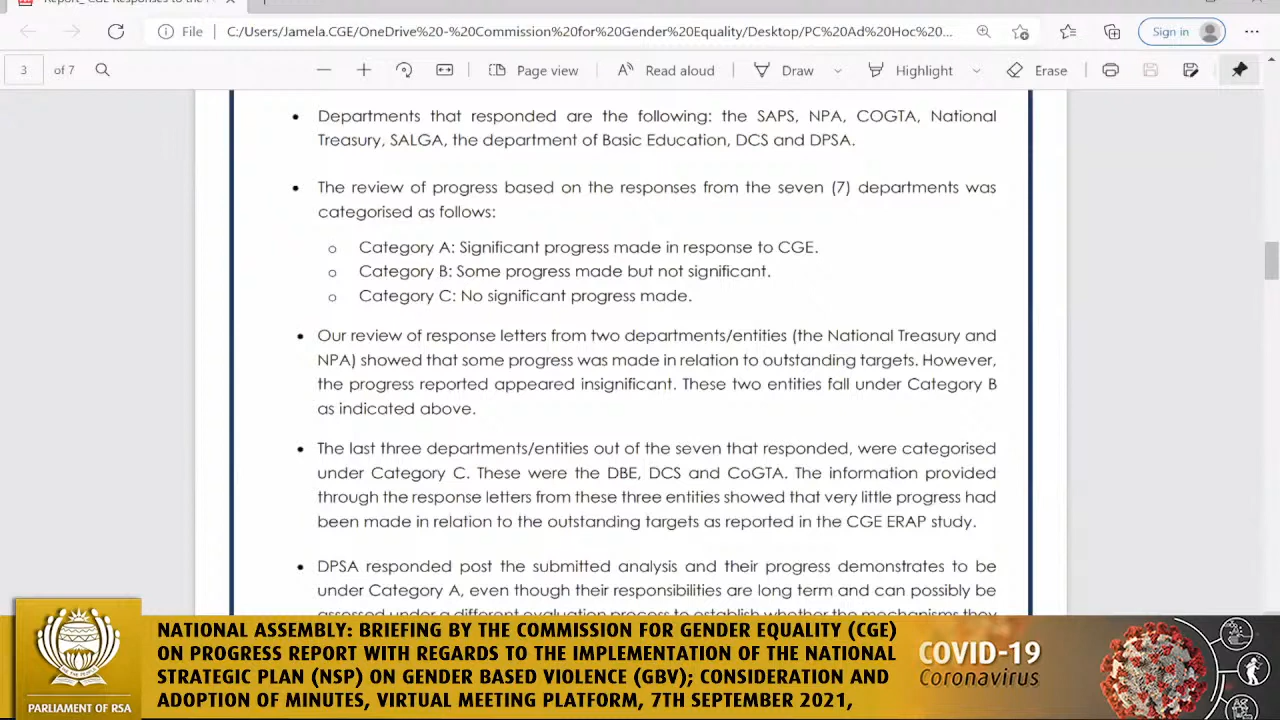 File
C:/Users/Jamela.CGE/OneDrive%20-%20Commission%20for%20Gender%20Equality/Desktop/PC%20Ad%20Hoc%20...
Sign in
3 of 7
Page view
Read aloud
Draw
Highlight
Erase
• Departments that responded are the following: the SAPS, NPA, COGTA, National
Treasury, SALGA, the department of Basic Education, DCS and DPSA.
• The review of progress based on the responses from the seven (7) departments was
categorised as follows:
o Category A: Significant progress made in response to CGE.
o Category B: Some progress made but not significant.
o Category C: No significant progress made.
• Our review of response letters from two departments/entities (the National Treasury and
NPA) showed that some progress was made in relation to outstanding targets. However,
the progress reported appeared insignificant. These two entities fall under Category B
as indicated above.
• The last three departments/entities out of the seven that responded, were categorised
under Category C. These were the DBE, DCS and CoGTA. The information provided
through the response letters from these three entities showed that very little progress had
been made in relation to the outstanding targets as reported in the CGE ERAP study.
• DPSA responded post the submitted analysis and their progress demonstrates to be
under Category A, even though their responsibilities are long term and can possibly be
assessed under a different evaluation process to establish whether the mechanisms they
NATIONAL ASSEMBLY: BRIEFING BY THE COMMISSION FOR GENDER EQUALITY (CGE)
ON PROGRESS REPORT WITH REGARDS TO THE IMPLEMENTATION OF THE NATIONAL
STRATEGIC PLAN (NSP) ON GENDER BASED VIOLENCE (GBV); CONSIDERATION AND
ADOPTION OF MINUTES, VIRTUAL MEETING PLATFORM, 7TH SEPTEMBER 2021,
PARLIAMENT OF RSA
COVID-19
Coronavirus